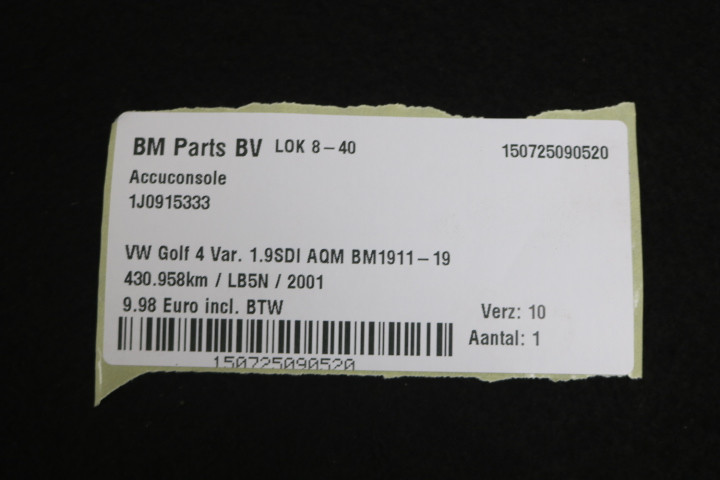 BM Parts BV LOK 8-40 150725090520
Accuconsole
1J0915333
VW Golf 4 Var. 1.9SDI AQM BM1911-19
430.958km / LB5N / 2001
9.98 Euro incl. BTW
Verz: 10
Aantal: 1
150725090520